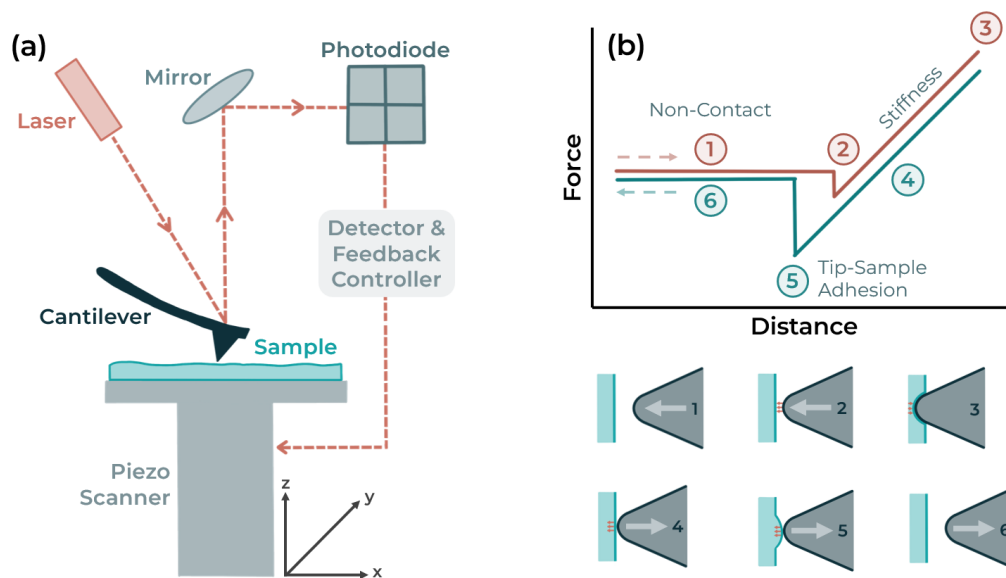 (a)
Laser
Mirror
Photodiode
Detector &
Feedback
Controller
Cantilever
Sample
Piezo
Scanner
z
y
x
(b)
Force
Non-Contact
1
2
3
Stiffness
4
6
5
Tip-Sample
Adhesion
Distance
1
2
3
4
5
6